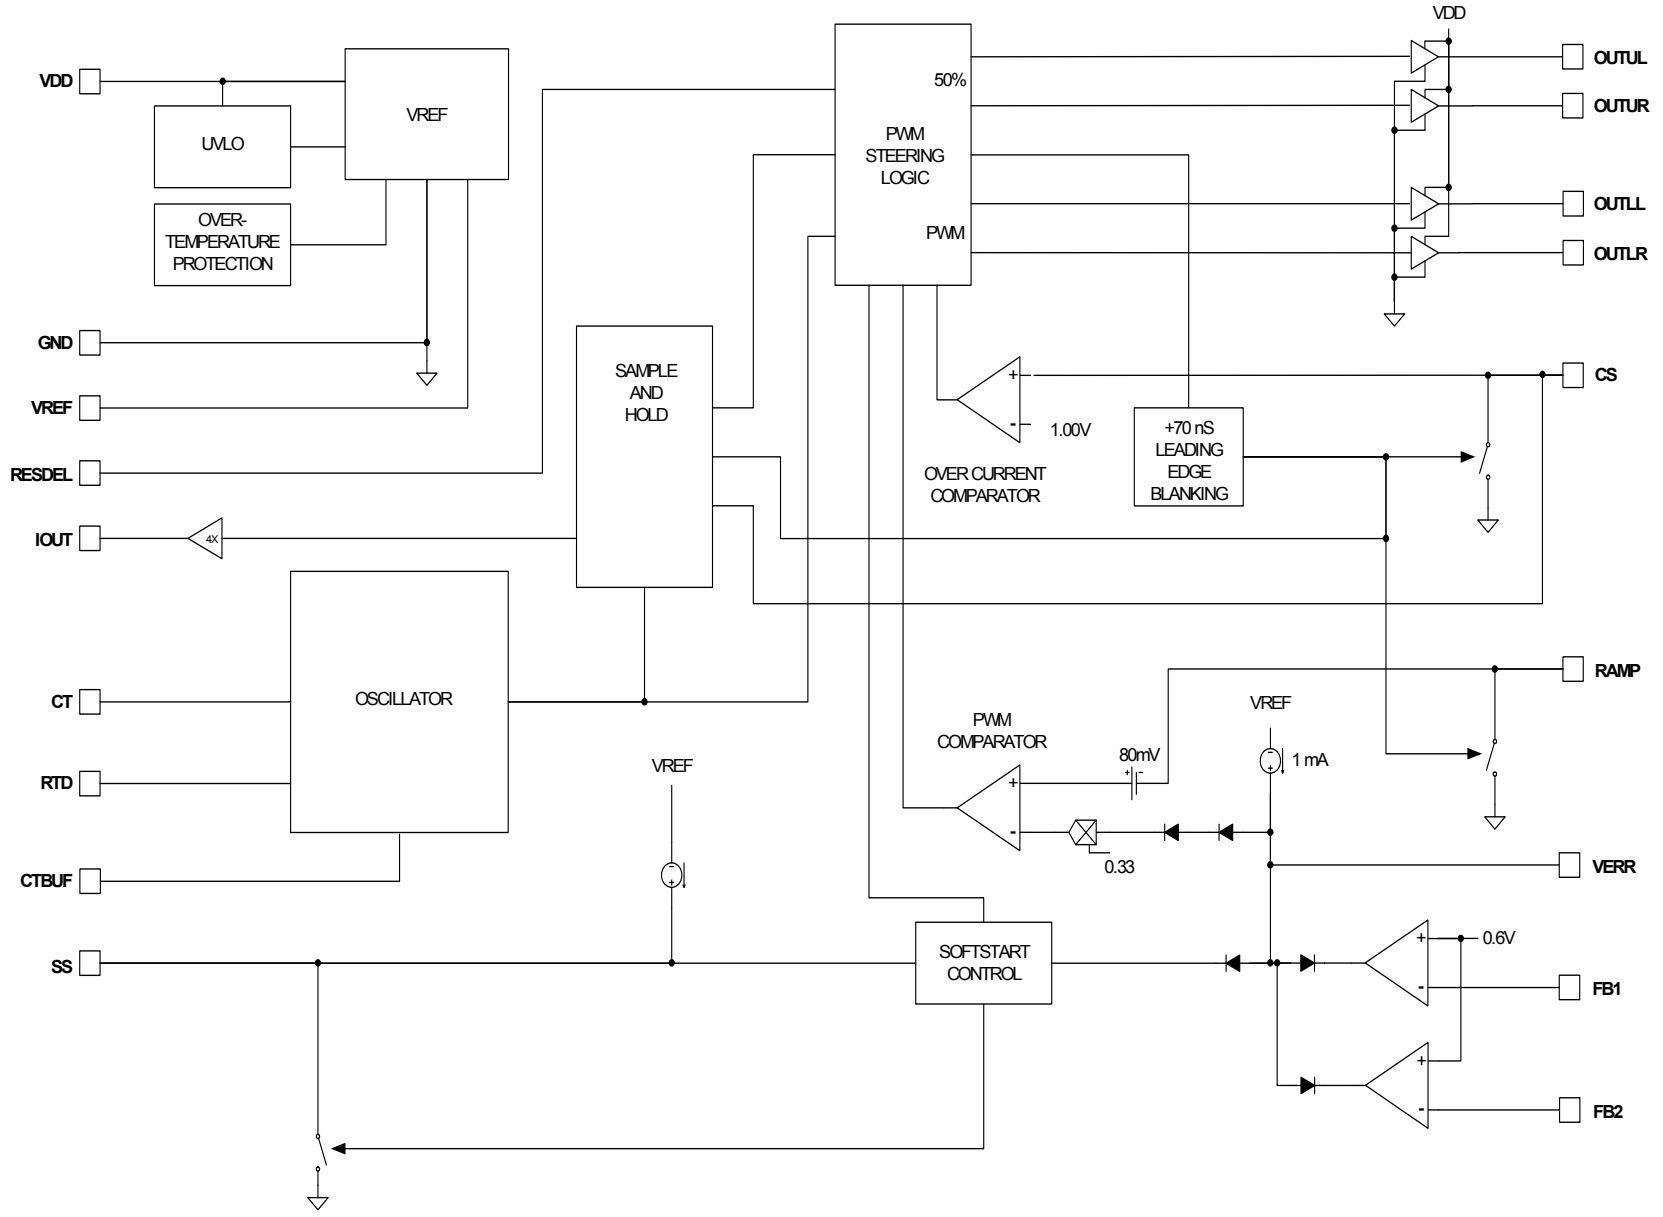 VDD
OUTUL
VDD
50%
VREF
OUTUR
UVLO
PWM
STEERING
LOGIC
OUTLL
OVER-
TEMPERATURE
PROTECTION
PWM
OUTLR
GND
SAMPLE
AND
HOLD
+
CS
VREF
-
1.00V
+70 nS
LEADING
EDGE
BLANKING
RESDEL
OVER CURRENT
COMPARATOR
IOUT
4X
CT
OSCILLATOR
RAMP
PWM
COMPARATOR
VREF
80mV
1 mA
- +
RTD
VREF
+
+ -
-
0.33
CTBUF
- +
VERR
SS
SOFTSTART
CONTROL
+
0.6V
-
FB1
+
-
FB2